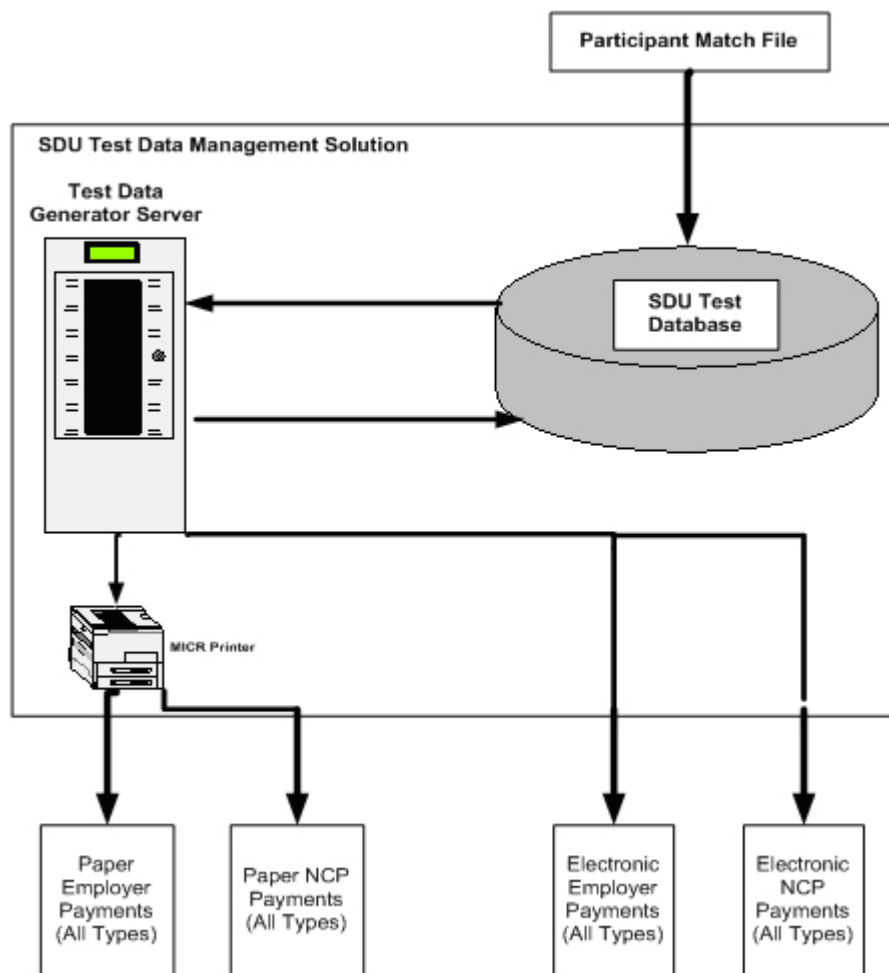 Participant Match File
SDU Test Data Management Solution
Test Data
Generator Server
SDU Test
Database
MICR Printer
Paper
Employer
Payments
(All Types)
Paper NCP
Payments
(All Types)
Electronic
Employer
Payments
(All Types)
Electronic
NCP
Payments
(All Types)